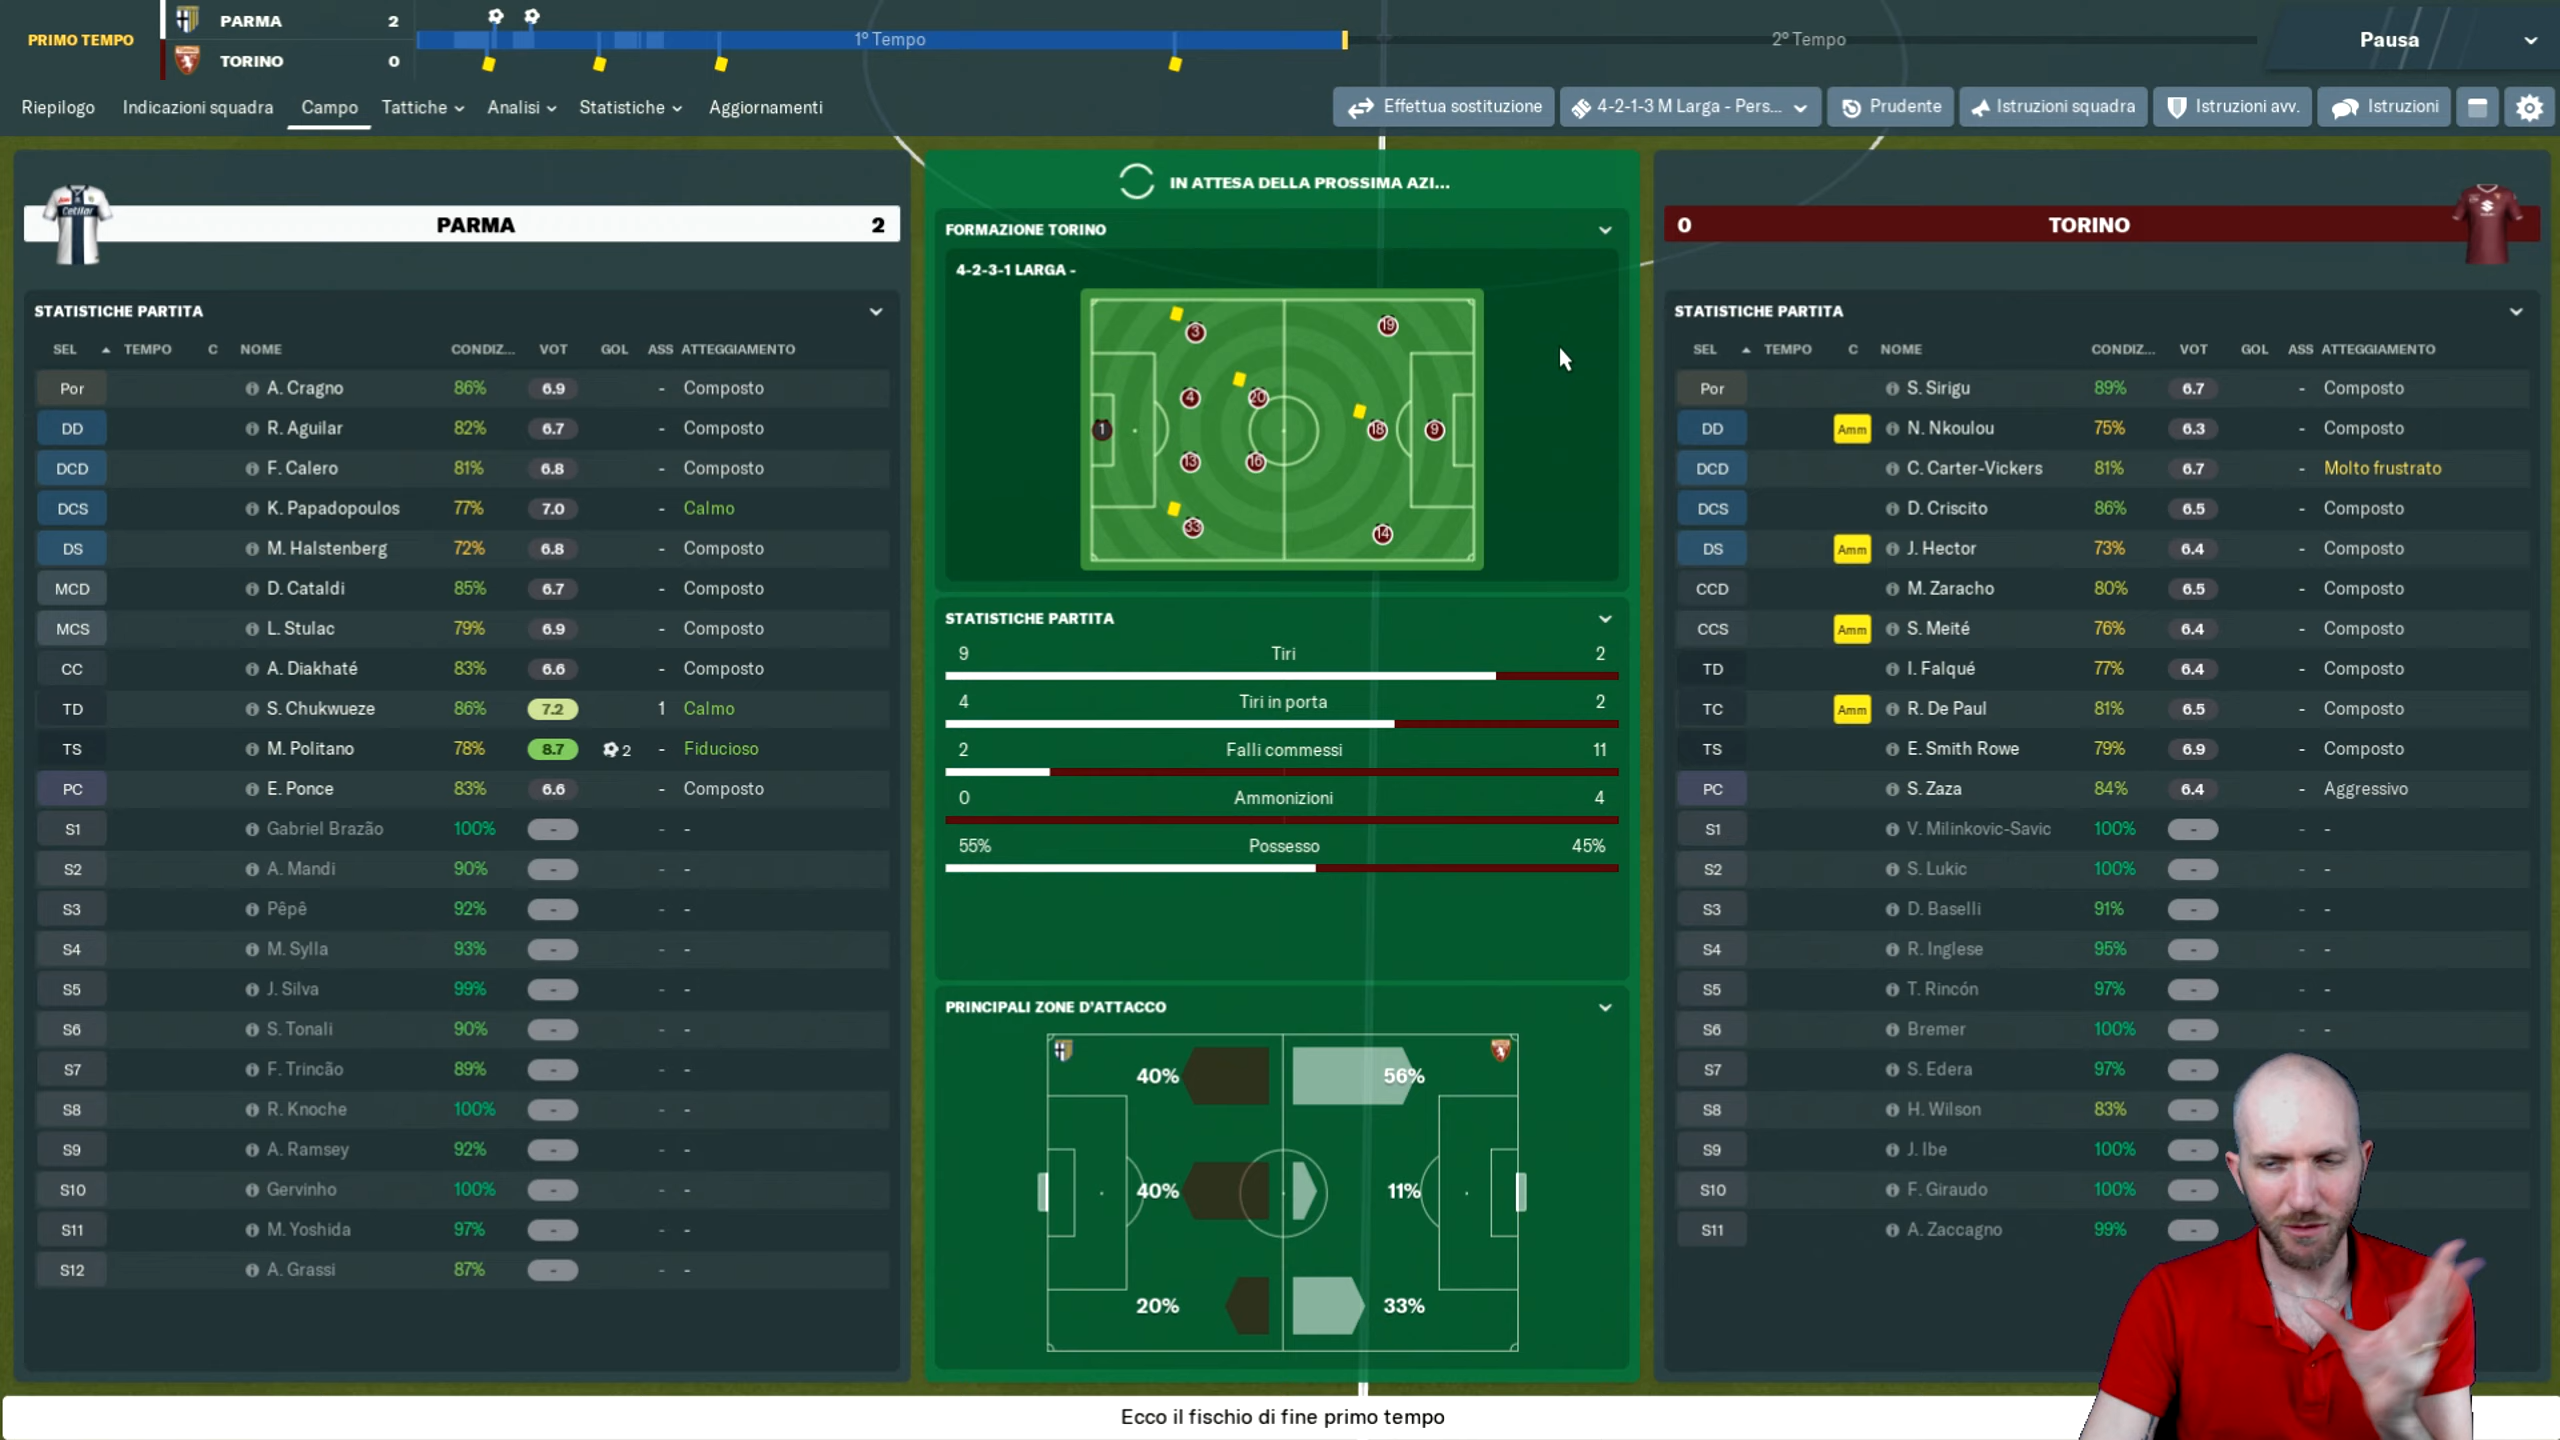 PRIMO TEMPO
PARMA 2
TORINO 0
1º Tempo
2º Tempo
Pausa
Riepilogo Indicazioni squadra Campo Tattiche Analisi Statistiche Aggiornamenti
Effettua sostituzione 4-2-1-3 M Larga - Pers... Prudente Istruzioni squadra Istruzioni avv. Istruzioni
Cetilar
PARMA 2
STATISTICHE PARTITA
SEL TEMPO C NOME CONDIZ... VOT GOL ASS ATTEGGIAMENTO
Por A. Cragno 86% 6.9 - Composto
DD R. Aguilar 82% 6.7 - Composto
DCD F. Calero 81% 6.8 - Composto
DCS K. Papadopoulos 77% 7.0 - Calmo
DS M. Halstenberg 72% 6.8 - Composto
MCD D. Cataldi 85% 6.7 - Composto
MCS L. Stulac 79% 6.9 - Composto
CC A. Diakhaté 83% 6.6 - Composto
TD S. Chukwueze 86% 7.2 1 Calmo
TS M. Politano 78% 8.7 2 - Fiducioso
PC E. Ponce 83% 6.6 - Composto
S1 Gabriel Brazão 100% - - -
S2 A. Mandi 90% - - -
S3 Pêpê 92% - - -
S4 M. Sylla 93% - - -
S5 J. Silva 99% - - -
S6 S. Tonali 90% - - -
S7 F. Trincão 89% - - -
S8 R. Knoche 100% - - -
S9 A. Ramsey 92% - - -
S10 Gervinho 100% - - -
S11 M. Yoshida 97% - - -
S12 A. Grassi 87% - - -
IN ATTESA DELLA PROSSIMA AZI...
FORMAZIONE TORINO
4-2-3-1 LARGA -
3 19
4 20
1 18 9
13 16
33 14
STATISTICHE PARTITA
9 Tiri 2
4 Tiri in porta 2
2 Falli commessi 11
0 Ammonizioni 4
55% Possesso 45%
PRINCIPALI ZONE D'ATTACCO
40% 56%
40% 11%
20% 33%
0 TORINO
STATISTICHE PARTITA
SEL TEMPO C NOME CONDIZ... VOT GOL ASS ATTEGGIAMENTO
Por S. Sirigu 89% 6.7 - Composto
DD Amm N. Nkoulou 75% 6.3 - Composto
DCD C. Carter-Vickers 81% 6.7 - Molto frustrato
DCS D. Criscito 86% 6.5 - Composto
DS Amm J. Hector 73% 6.4 - Composto
CCD M. Zaracho 80% 6.5 - Composto
CCS Amm S. Meité 76% 6.4 - Composto
TD I. Falqué 77% 6.4 - Composto
TC Amm R. De Paul 81% 6.5 - Composto
TS E. Smith Rowe 79% 6.9 - Composto
PC S. Zaza 84% 6.4 - Aggressivo
S1 V. Milinkovic-Savic 100% - - -
S2 S. Lukic 100% - - -
S3 D. Baselli 91% - - -
S4 R. Inglese 95% - - -
S5 T. Rincón 97% - - -
S6 Bremer 100% - - -
S7 S. Edera 97% -
S8 H. Wilson 83% -
S9 J. Ibe 100% -
S10 F. Giraudo 100% -
S11 A. Zaccagno 99% -
Ecco il fischio di fine primo tempo